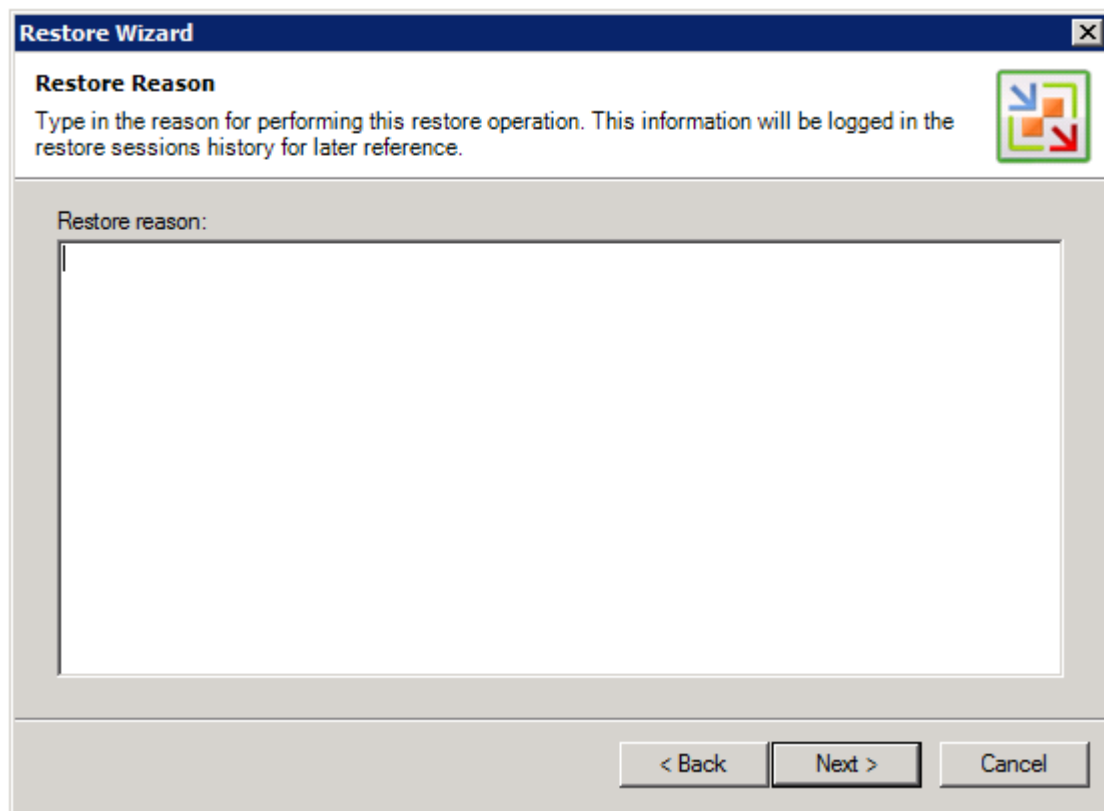 Restore Wizard
Restore Reason
Type in the reason for performing this restore operation. This information will be logged in the
restore sessions history for later reference.
Restore reason:
< Back
Next >
Cancel